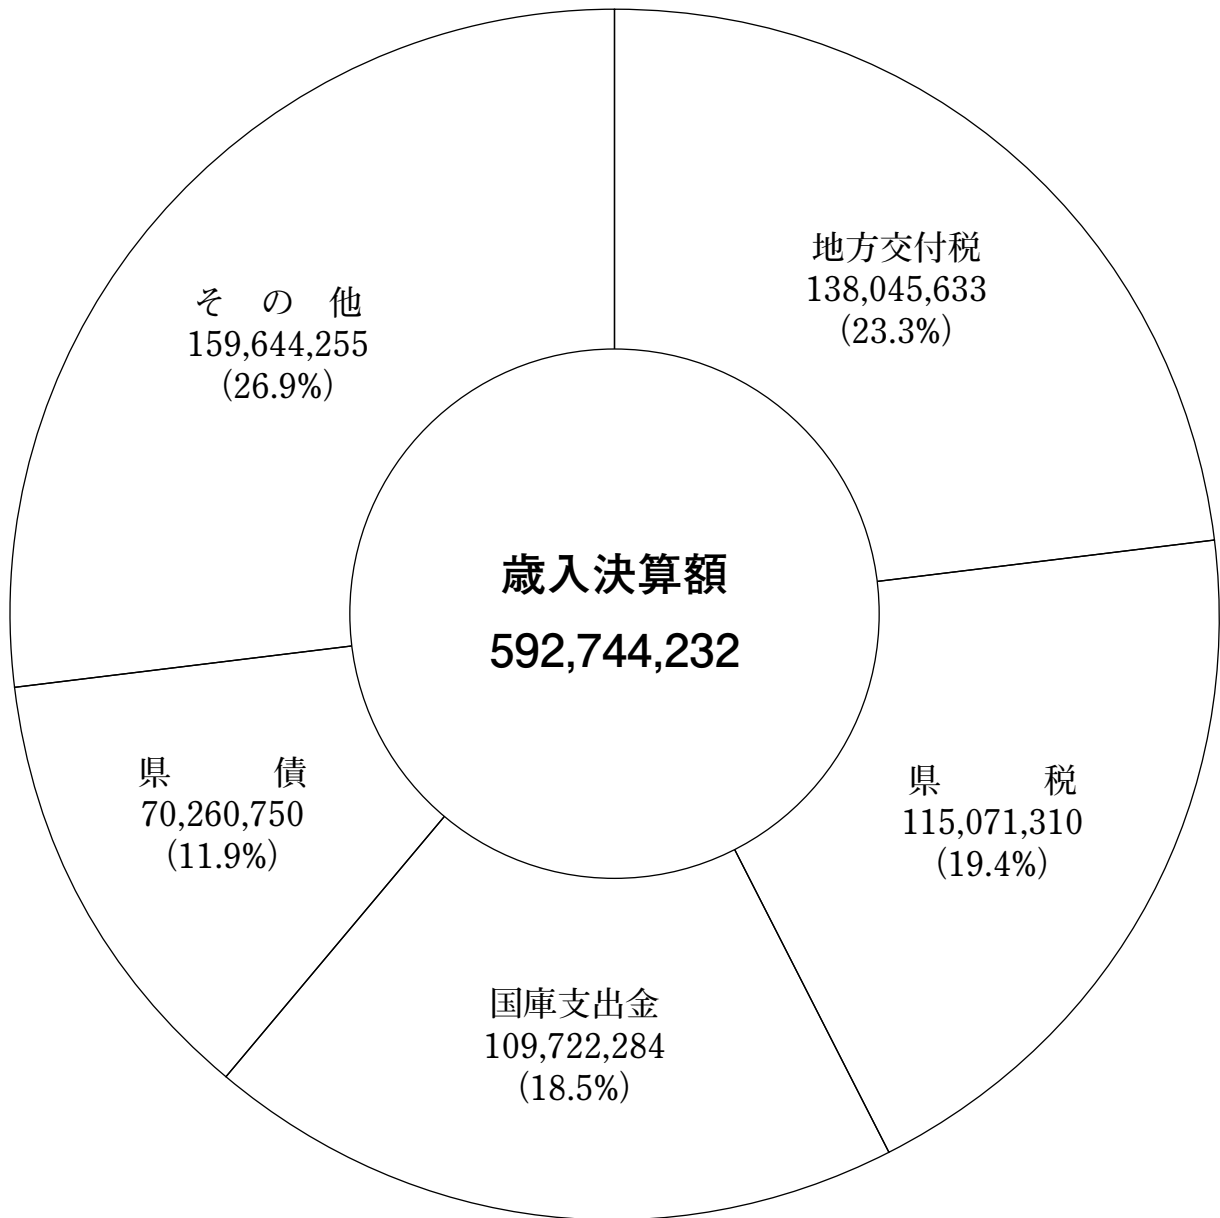 歳入決算額
592,744,232
地方交付税
138,045,633
(23.3%)
県　　　税
115,071,310
(19.4%)
国庫支出金
109,722,284
(18.5%)
県　　　債
70,260,750
(11.9%)
そ　の　他
159,644,255
(26.9%)